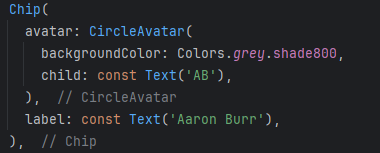 Chip(
  avatar: CircleAvatar(
    backgroundColor: Colors.grey.shade800,
    child: const Text('AB'),
  ),  // CircleAvatar
  label: const Text('Aaron Burr'),
),  // Chip